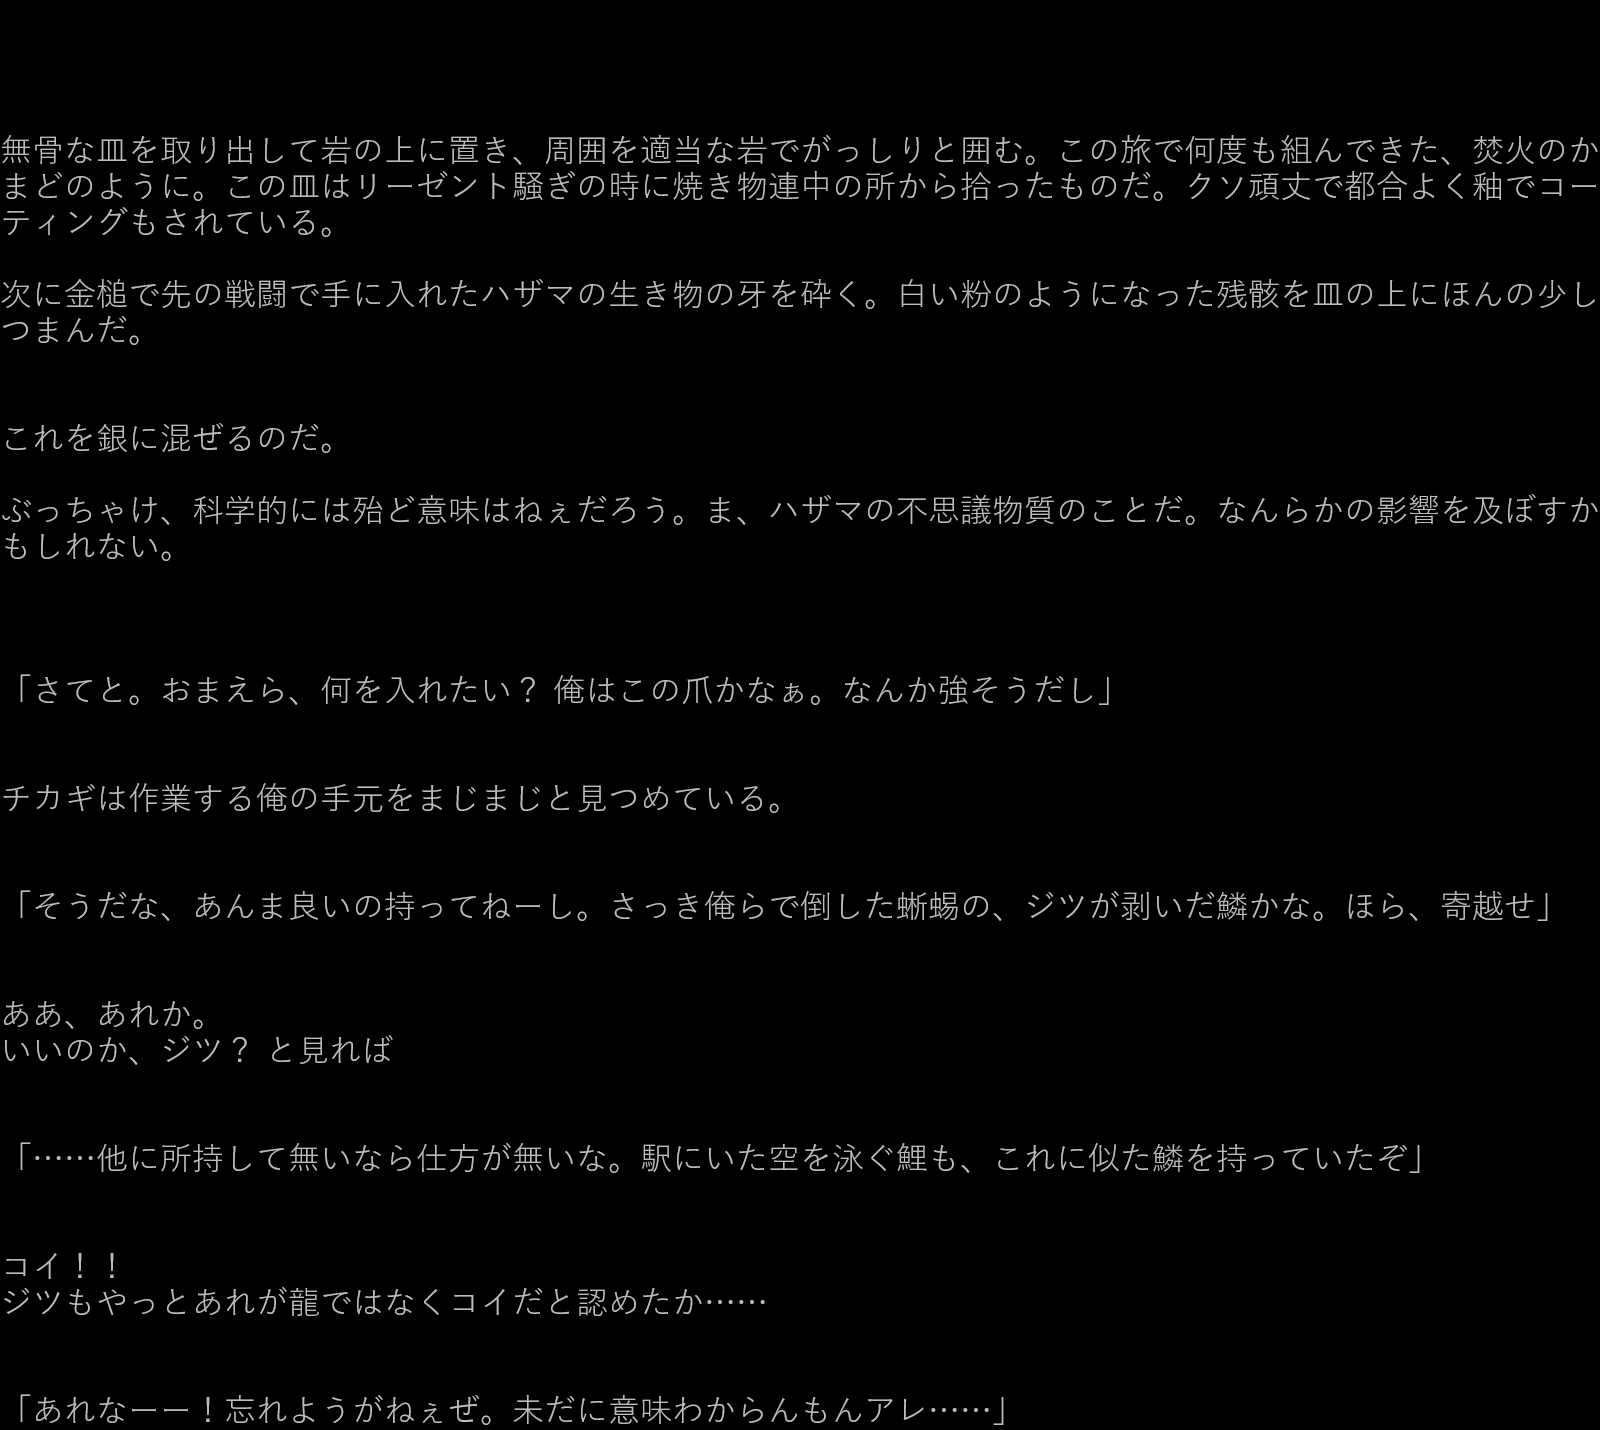 無骨な皿を取り出して岩の上に置き、周囲を適当な岩でがっしりと囲む。この旅で何度も組んできた、焚火のか
まどのように。この皿はリーゼント騒ぎの時に焼き物連中の所から拾ったものだ。クソ頑丈で都合よく釉でコー
ティングもされている。
次に金槌で先の戦闘で手に入れたハザマの生き物の牙を砕く。白い粉のようになった残骸を皿の上にほんの少し
つまんだ。
これを銀に混ぜるのだ。
ぶっちゃけ、科学的には殆ど意味はねぇだろう。ま、ハザマの不思議物質のことだ。なんらかの影響を及ぼすか
もしれない。
「さてと。おまえら、何を入れたい？ 俺はこの爪かなぁ。なんか強そうだし」
チカギは作業する俺の手元をまじまじと見つめている。
「そうだな、あんま良いの持ってねーし。さっき俺らで倒した蜥蜴の、ジツが剥いだ鱗かな。ほら、寄越せ」
ああ、あれか。
いいのか、ジツ？ と見れば
「……他に所持して無いなら仕方が無いな。駅にいた空を泳ぐ鯉も、これに似た鱗を持っていたぞ」
コイ！！
ジツもやっとあれが龍ではなくコイだと認めたか……
「あれなーー！忘れようがねぇぜ。未だに意味わからんもんアレ……」